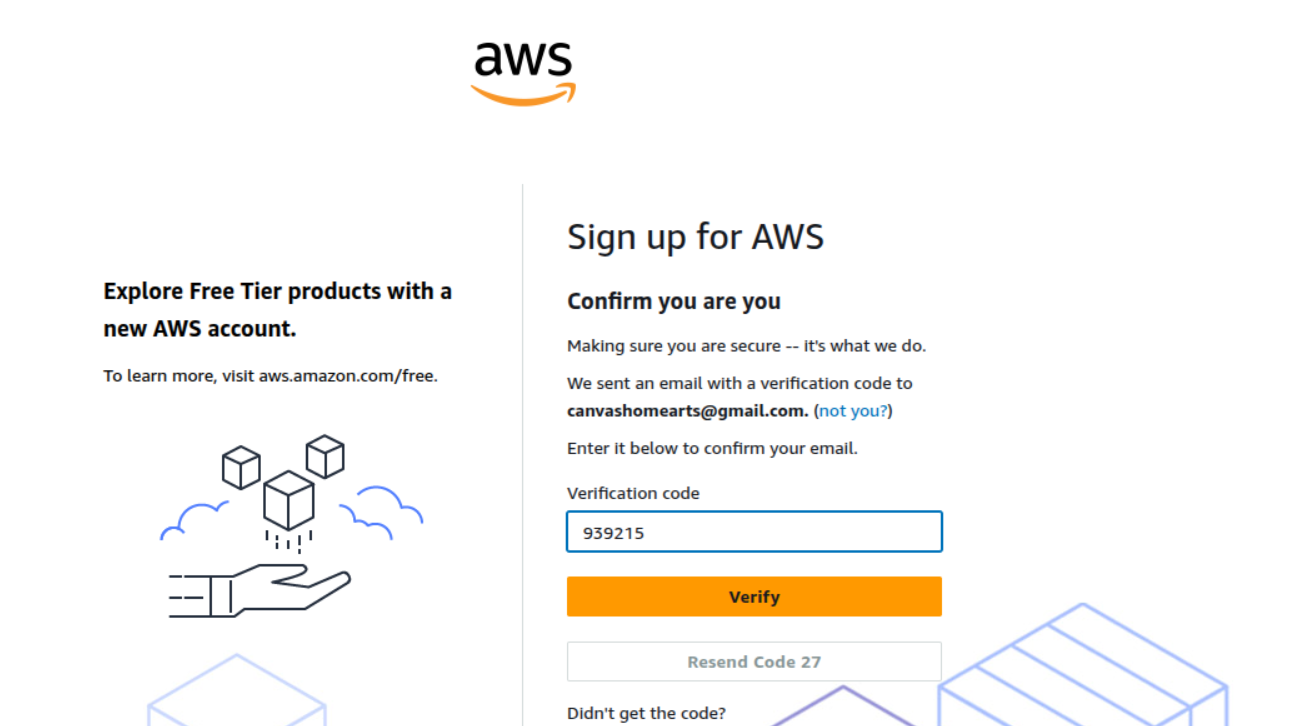 aws
Explore Free Tier products with a
new AWS account.
To learn more, visit aws.amazon.com/free.
Sign up for AWS
Confirm you are you
Making sure you are secure -- it's what we do.
We sent an email with a verification code to
canvashomearts@gmail.com. (not you?)
Enter it below to confirm your email.
Verification code
939215
Verify
Resend Code 27
Didn't get the code?